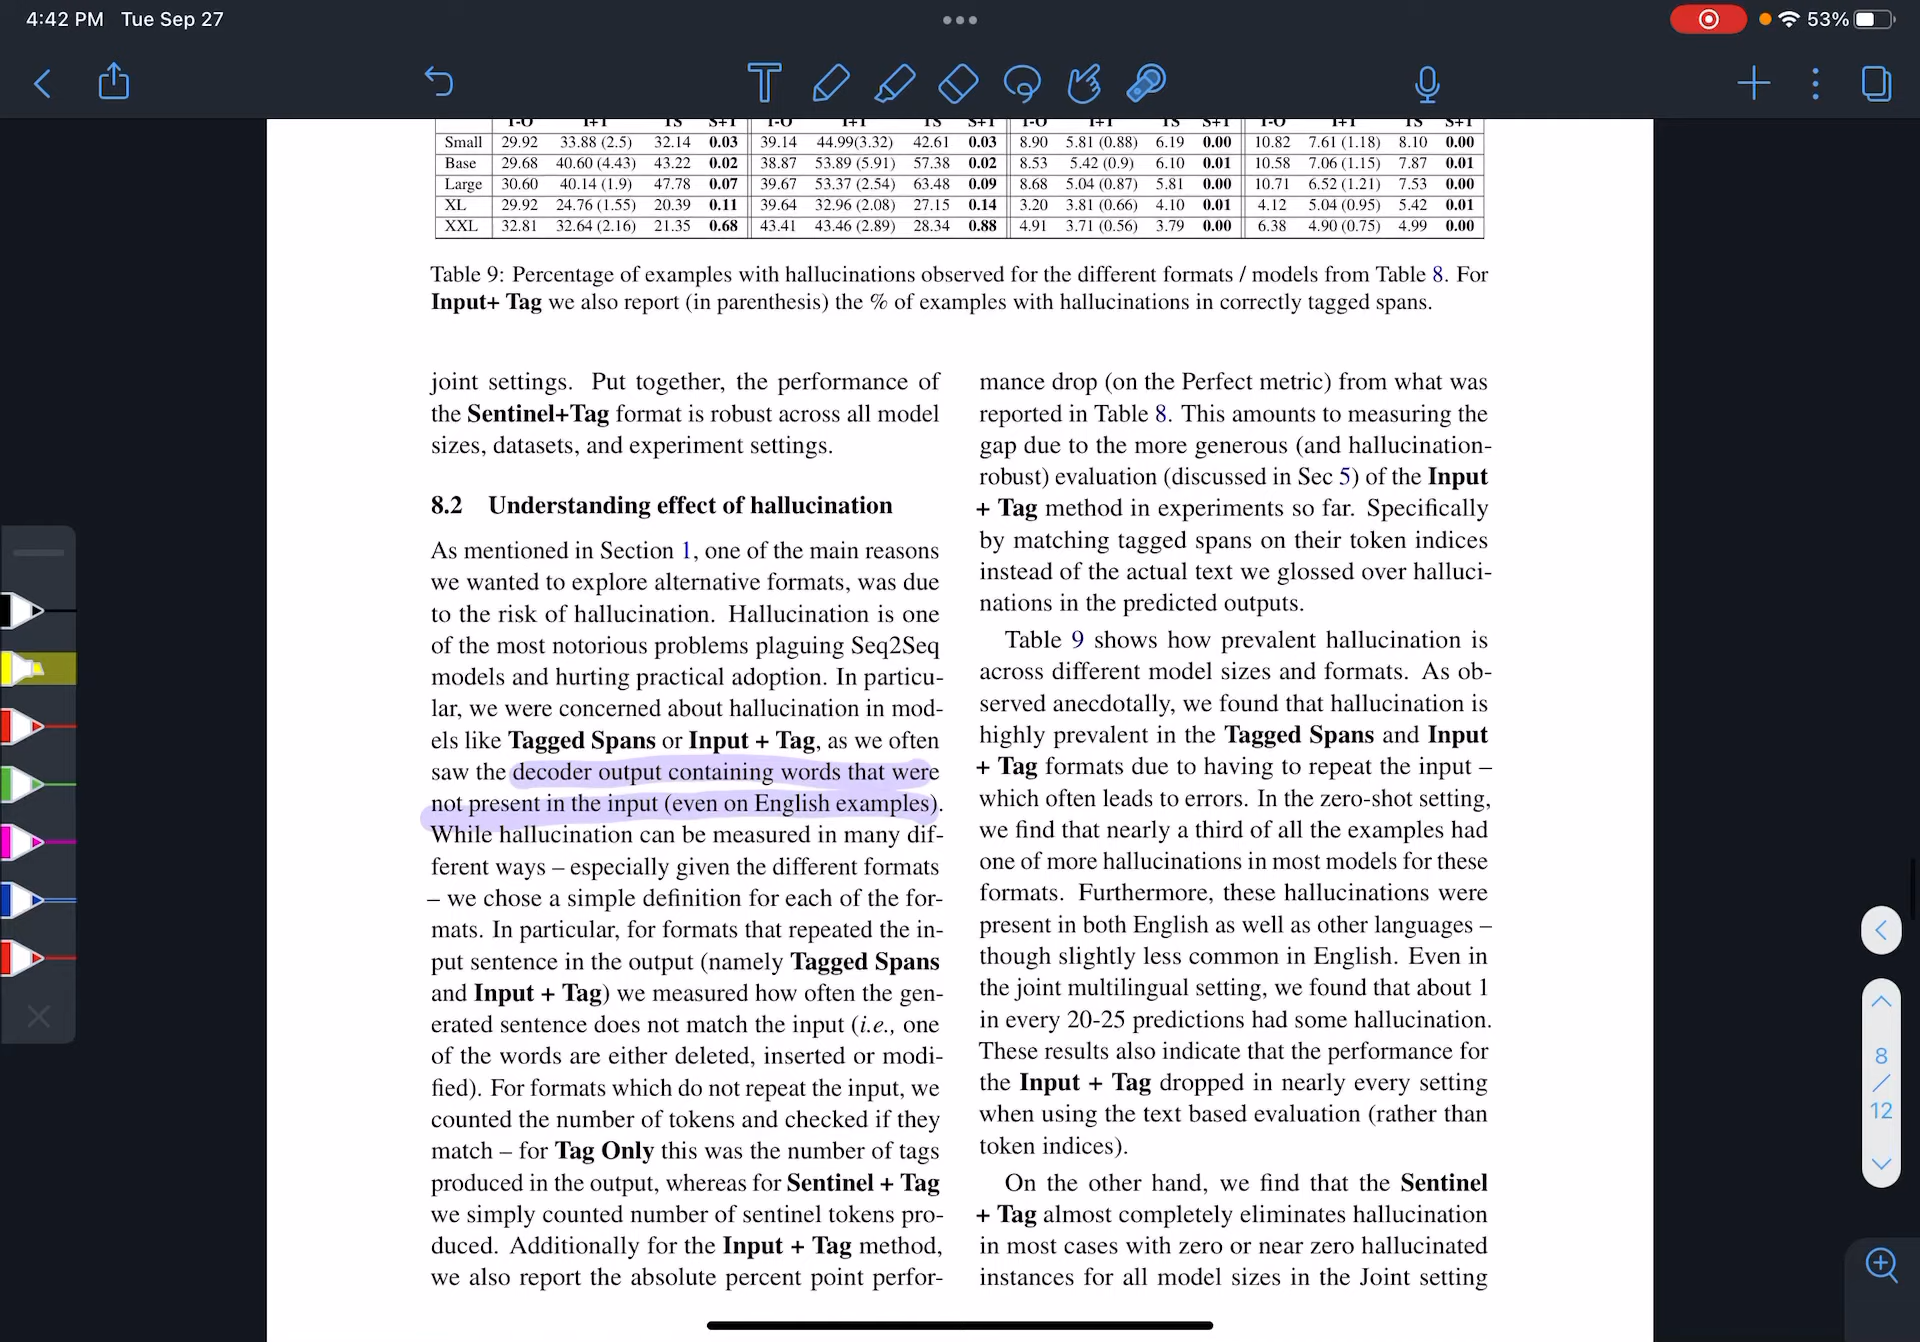 4:42 PM Tue Sep 27
53%
T-O I+T TS S+T T-O I+T TS S+T T-O I+T TS S+T T-O I+T TS S+T
Small 29.92 33.88 (2.5) 32.14 0.03 39.14 44.99(3.32) 42.61 0.03 8.90 5.81 (0.88) 6.19 0.00 10.82 7.61 (1.18) 8.10 0.00
Base 29.68 40.60 (4.43) 43.22 0.02 38.87 53.89 (5.91) 57.38 0.02 8.53 5.42 (0.9) 6.10 0.01 10.58 7.06 (1.15) 7.87 0.01
Large 30.60 40.14 (1.9) 47.78 0.07 39.67 53.37 (2.54) 63.48 0.09 8.68 5.04 (0.87) 5.81 0.00 10.71 6.52 (1.21) 7.53 0.00
XL 29.92 24.76 (1.55) 20.39 0.11 39.64 32.96 (2.08) 27.15 0.14 3.20 3.81 (0.66) 4.10 0.01 4.12 5.04 (0.95) 5.42 0.01
XXL 32.81 32.64 (2.16) 21.35 0.68 43.41 43.46 (2.89) 28.34 0.88 4.91 3.71 (0.56) 3.79 0.00 6.38 4.90 (0.75) 4.99 0.00
Table 9: Percentage of examples with hallucinations observed for the different formats / models from Table 8. For
Input+ Tag we also report (in parenthesis) the % of examples with hallucinations in correctly tagged spans.
joint settings. Put together, the performance of
the Sentinel+Tag format is robust across all model
sizes, datasets, and experiment settings.
8.2 Understanding effect of hallucination
As mentioned in Section 1, one of the main reasons
we wanted to explore alternative formats, was due
to the risk of hallucination. Hallucination is one
of the most notorious problems plaguing Seq2Seq
models and hurting practical adoption. In particu-
lar, we were concerned about hallucination in mod-
els like Tagged Spans or Input + Tag, as we often
saw the decoder output containing words that were
not present in the input (even on English examples).
While hallucination can be measured in many dif-
ferent ways – especially given the different formats
– we chose a simple definition for each of the for-
mats. In particular, for formats that repeated the in-
put sentence in the output (namely Tagged Spans
and Input + Tag) we measured how often the gen-
erated sentence does not match the input (i.e., one
of the words are either deleted, inserted or modi-
fied). For formats which do not repeat the input, we
counted the number of tokens and checked if they
match – for Tag Only this was the number of tags
produced in the output, whereas for Sentinel + Tag
we simply counted number of sentinel tokens pro-
duced. Additionally for the Input + Tag method,
we also report the absolute percent point perfor-
mance drop (on the Perfect metric) from what was
reported in Table 8. This amounts to measuring the
gap due to the more generous (and hallucination-
robust) evaluation (discussed in Sec 5) of the Input
+ Tag method in experiments so far. Specifically
by matching tagged spans on their token indices
instead of the actual text we glossed over halluci-
nations in the predicted outputs.
Table 9 shows how prevalent hallucination is
across different model sizes and formats. As ob-
served anecdotally, we found that hallucination is
highly prevalent in the Tagged Spans and Input
+ Tag formats due to having to repeat the input –
which often leads to errors. In the zero-shot setting,
we find that nearly a third of all the examples had
one of more hallucinations in most models for these
formats. Furthermore, these hallucinations were
present in both English as well as other languages –
though slightly less common in English. Even in
the joint multilingual setting, we found that about 1
in every 20-25 predictions had some hallucination.
These results also indicate that the performance for
the Input + Tag dropped in nearly every setting
when using the text based evaluation (rather than
token indices).
On the other hand, we find that the Sentinel
+ Tag almost completely eliminates hallucination
in most cases with zero or near zero hallucinated
instances for all model sizes in the Joint setting
8
/
12